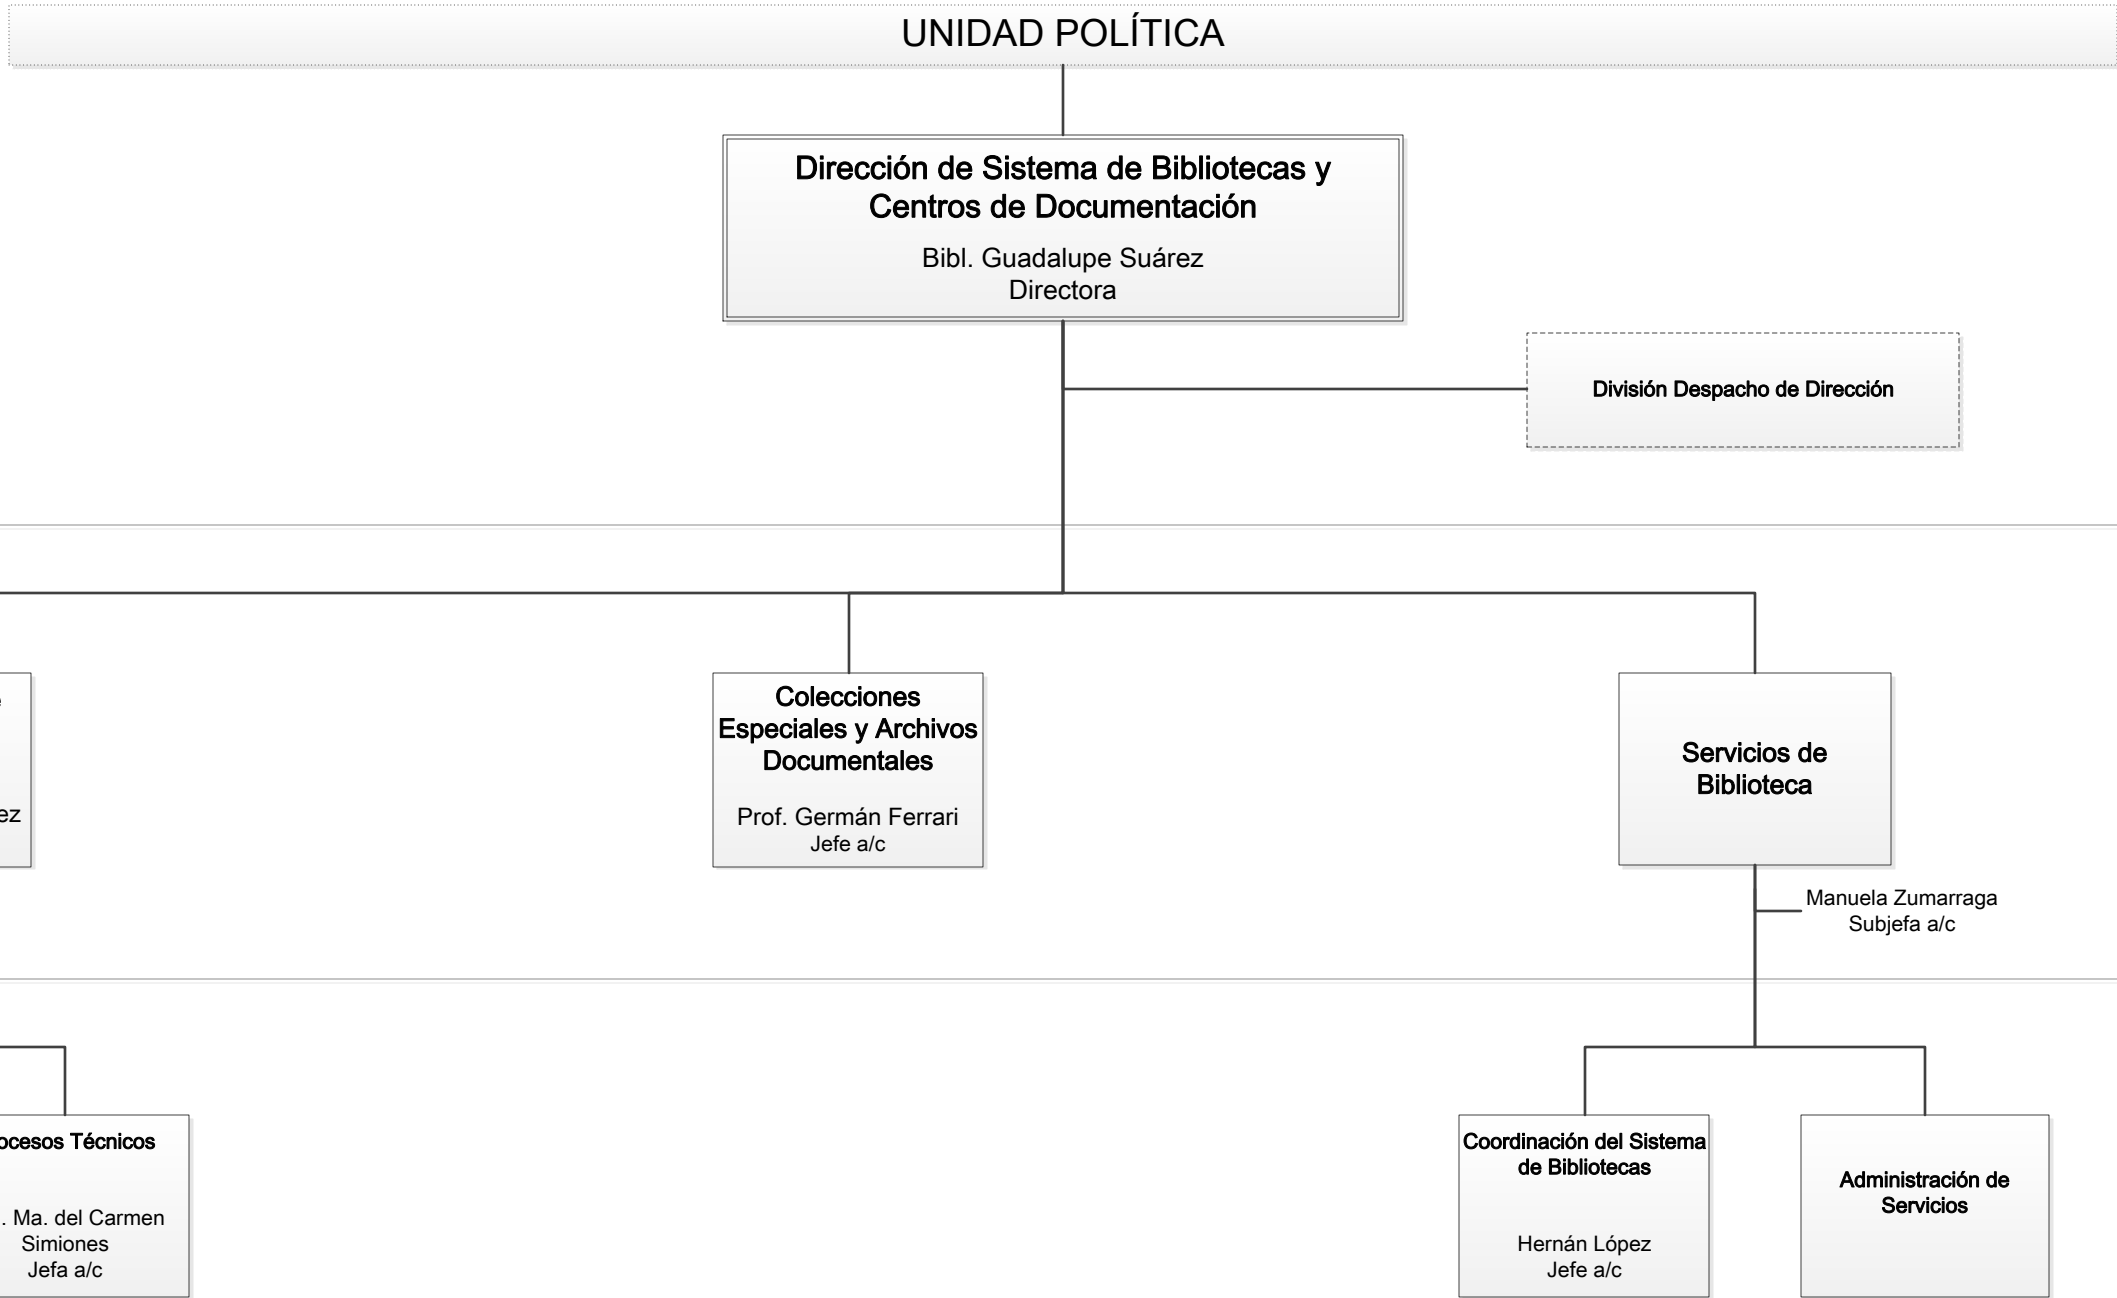 UNIDAD POLÍTICA
Dirección de Sistema de Bibliotecas y
Centros de Documentación
Bibl. Guadalupe Suárez
Directora
División Despacho de Dirección
Colecciones
Especiales y Archivos
Documentales
Prof. Germán Ferrari
Jefe a/c
Servicios de
Biblioteca
Manuela Zumarraga
Subjefa a/c
Técnicos
Ma. del Carmen
Simiones
Jefa a/c
Coordinación del Sistema
de Bibliotecas
Hernán López
Jefe a/c
Administración de
Servicios